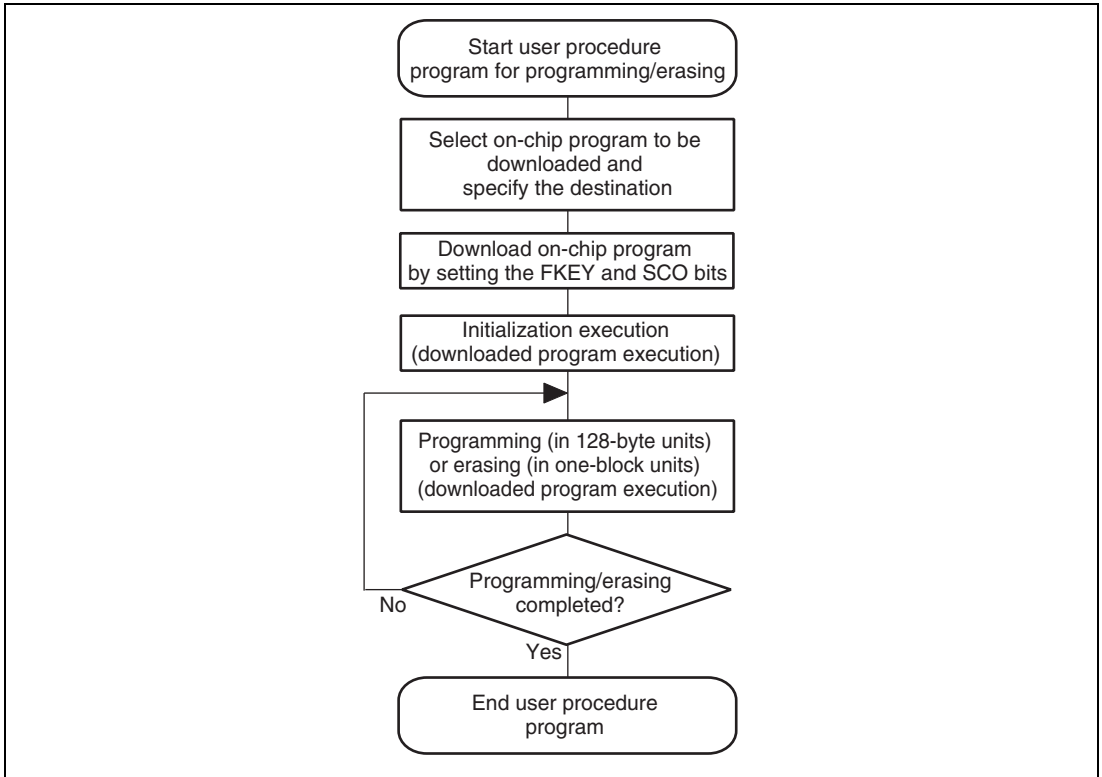 Start user procedure
program for programming/erasing
Select on-chip program to be
downloaded and
specify the destination
Download on-chip program
by setting the FKEY and SCO bits
Initialization execution
(downloaded program execution)
Programming (in 128-byte units)
or erasing (in one-block units)
(downloaded program execution)
Programming/erasing
completed?
No
Yes
End user procedure
program